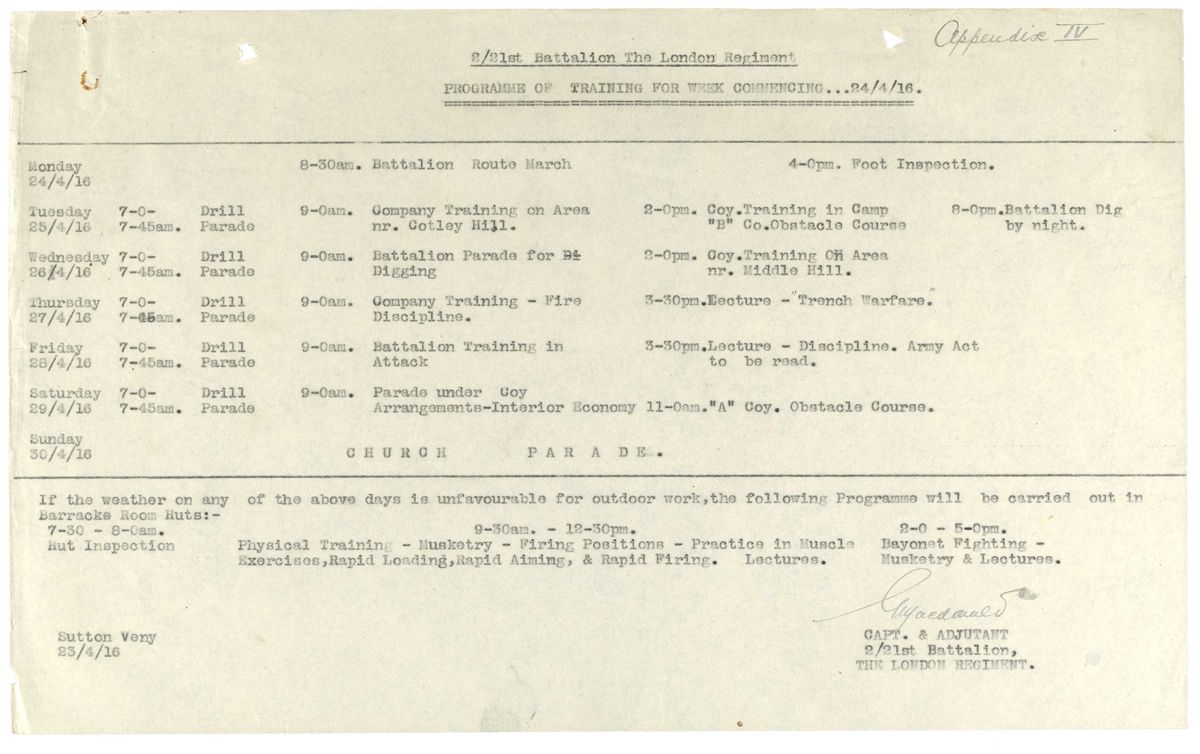 Appendix IV
2/21st Battalion The London Regiment
PROGRAMME OF TRAINING FOR WEEK COMMENCING...24/4/16.
Monday 8-30am. Battalion Route March 4-0pm. Foot Inspection.
24/4/16
Tuesday 7-0- Drill 9-0am. Company Training on Area 2-0pm. Coy.Training in Camp 8-0pm.Battalion Dig
25/4/16 7-45am. Parade nr. Cotley Hill. "B" Co.Obstacle Course by night.
Wednesday 7-0- Drill 9-0am. Battalion Parade for Di 2-0pm. Coy.Training On Area
26/4/16 7-45am. Parade Digging nr. Middle Hill.
Thursday 7-0- Drill 9-0am. Company Training - Fire 3-30pm.Lecture -"Trench Warfare."
27/4/16 7-45am. Parade Discipline.
Friday 7-0- Drill 9-0am. Battalion Training in 3-30pm.Lecture - Discipline. Army Act
28/4/16 7-45am. Parade Attack to be read.
Saturday 7-0- Drill 9-0am. Parade under Coy
29/4/16 7-45am. Parade Arrangements-Interior Economy 11-0am."A" Coy. Obstacle Course.
Sunday
30/4/16 C H U R C H P A R A D E.
If the weather on any of the above days is unfavourable for outdoor work,the following Programme will be carried out in
Barracks Room Huts:-
7-30 - 8-0am. 9-30am. - 12-30pm. 2-0 - 5-0pm.
Hut Inspection Physical Training - Musketry - Firing Positions - Practice in Muscle Bayonet Fighting -
Exercises,Rapid Loading,Rapid Aiming, & Rapid Firing. Lectures. Musketry & Lectures.
Macdonald
Sutton Veny CAPT. & ADJUTANT
23/4/16 2/21st Battalion,
THE LONDON REGIMENT.